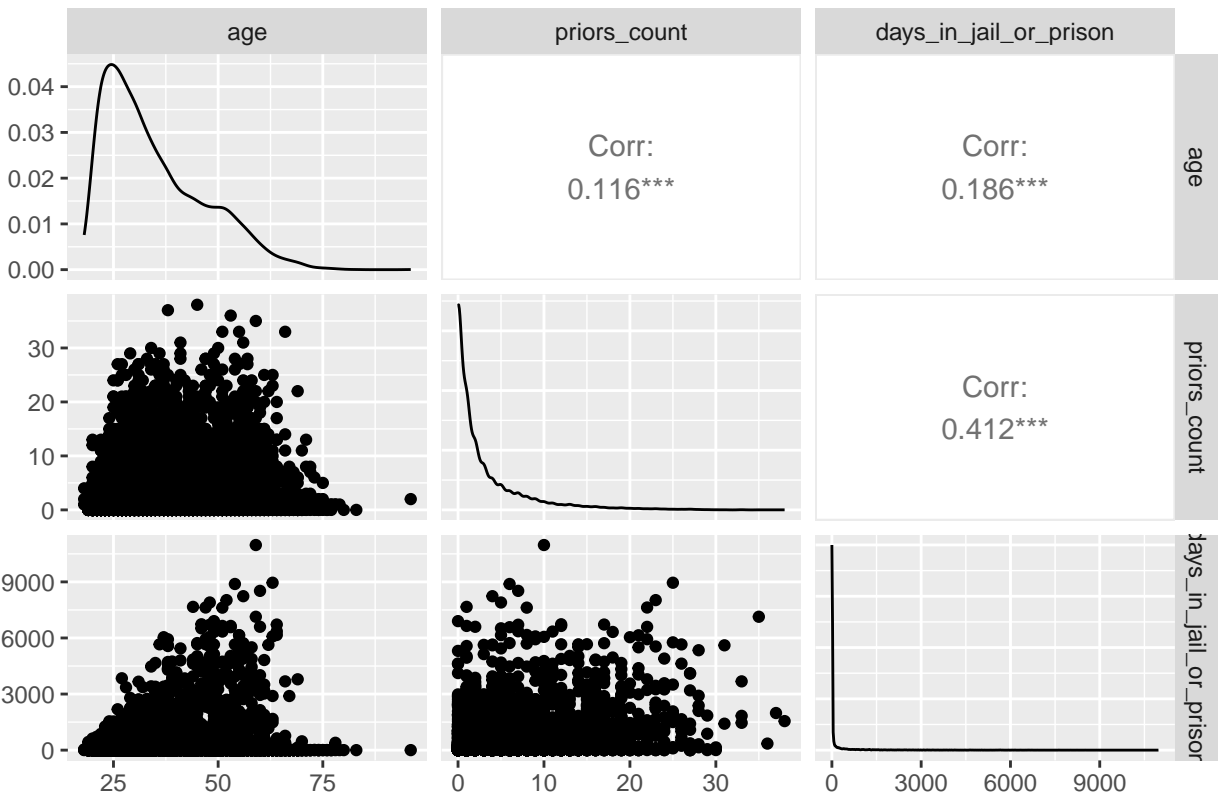 age priors_count days_in_jail_or_prison
0.04
0.03
0.02
0.01
0.00
Corr:
0.116***
Corr:
0.186***
age
30
20
10
0
Corr:
0.412***
priors_count
9000
6000
3000
0
days_in_jail_or_prison
25 50 75 0 10 20 30 0 3000 6000 9000